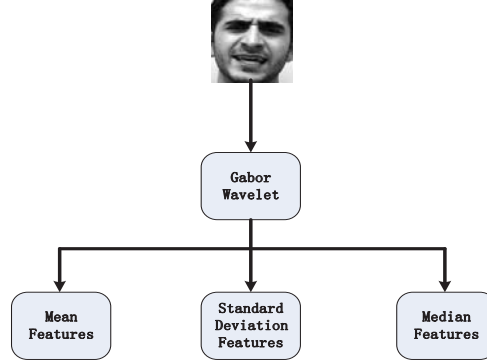 Gabor
Wavelet
Mean
Features
Standard
Deviation
Features
Median
Features